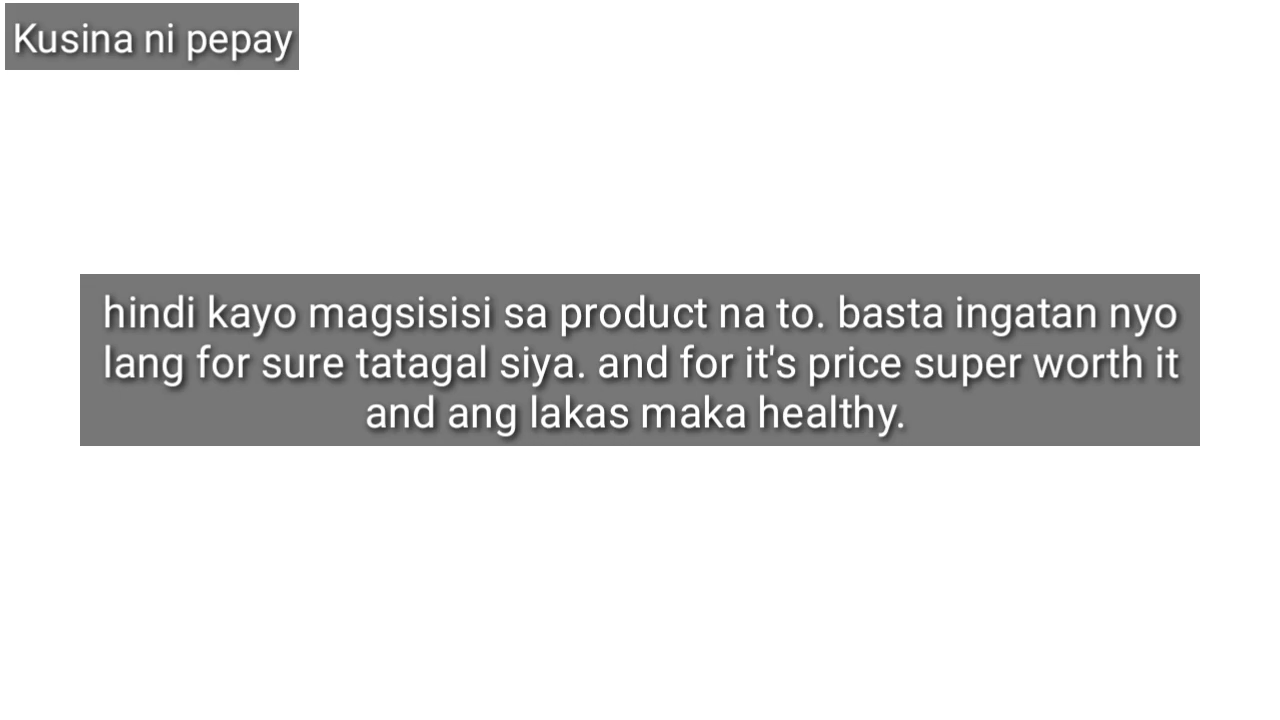 Kusina ni pepay
hindi kayo magsisisi sa product na to. basta ingatan nyo
lang for sure tatagal siya. and for it's price super worth it
and ang lakas maka healthy.